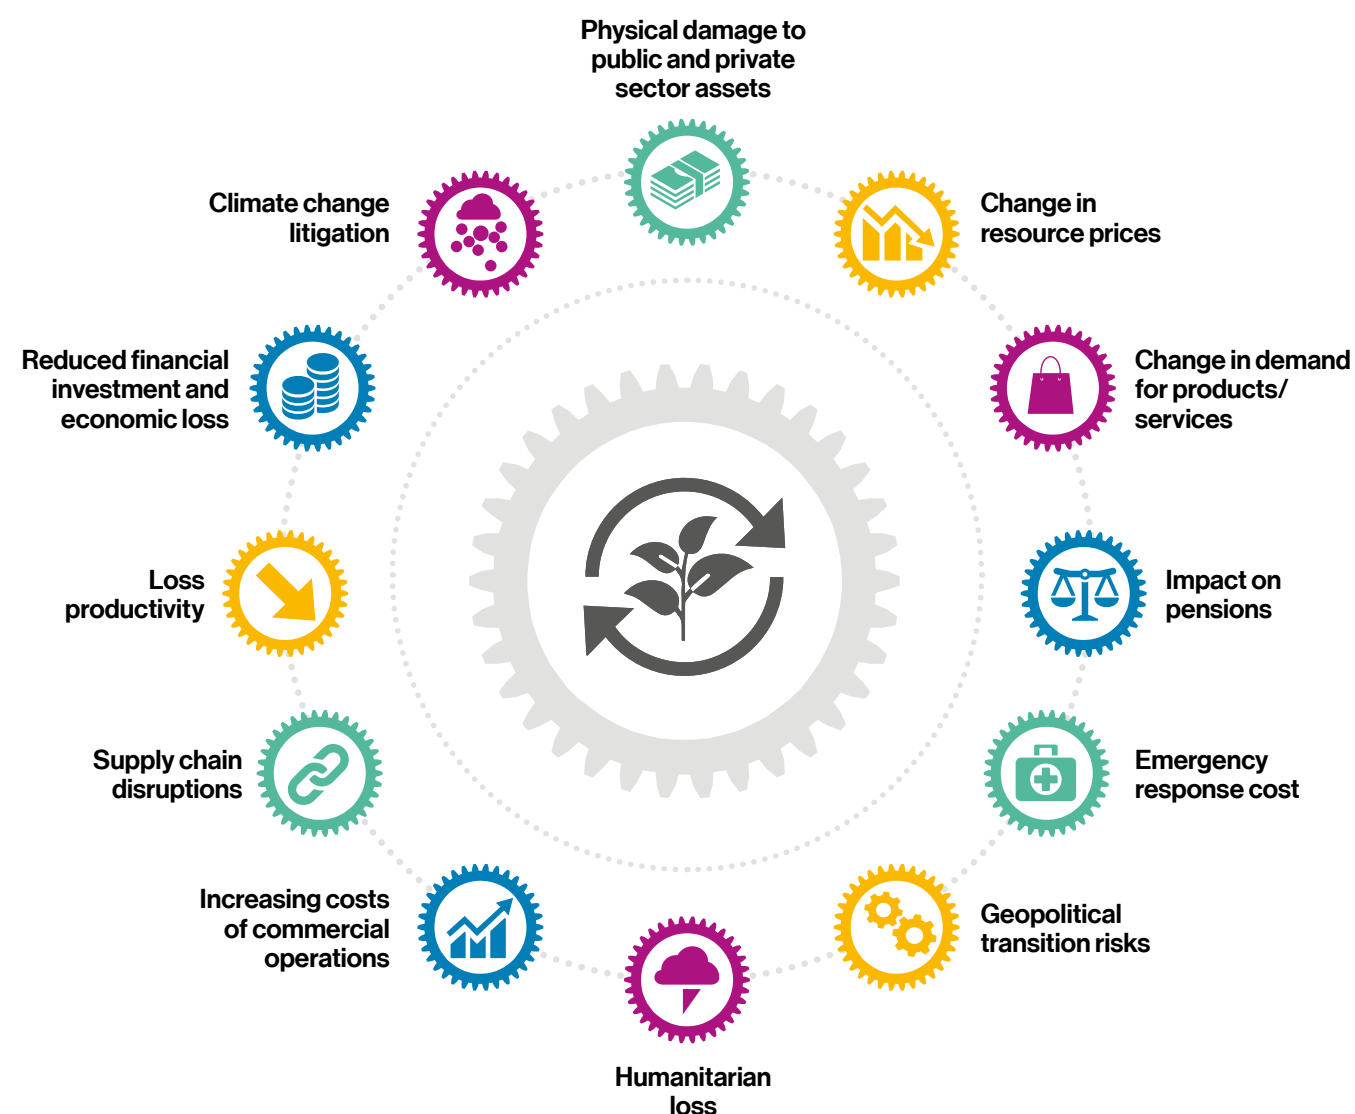 Physical damage to
public and private
sector assets
Change in
resource prices
Change in demand
for products/
services
Impact on
pensions
Emergency
response cost
Geopolitical
transition risks
Humanitarian
loss
Increasing costs
of commercial
operations
Supply chain
disruptions
Loss
productivity
Reduced financial
investment and
economic loss
Climate change
litigation